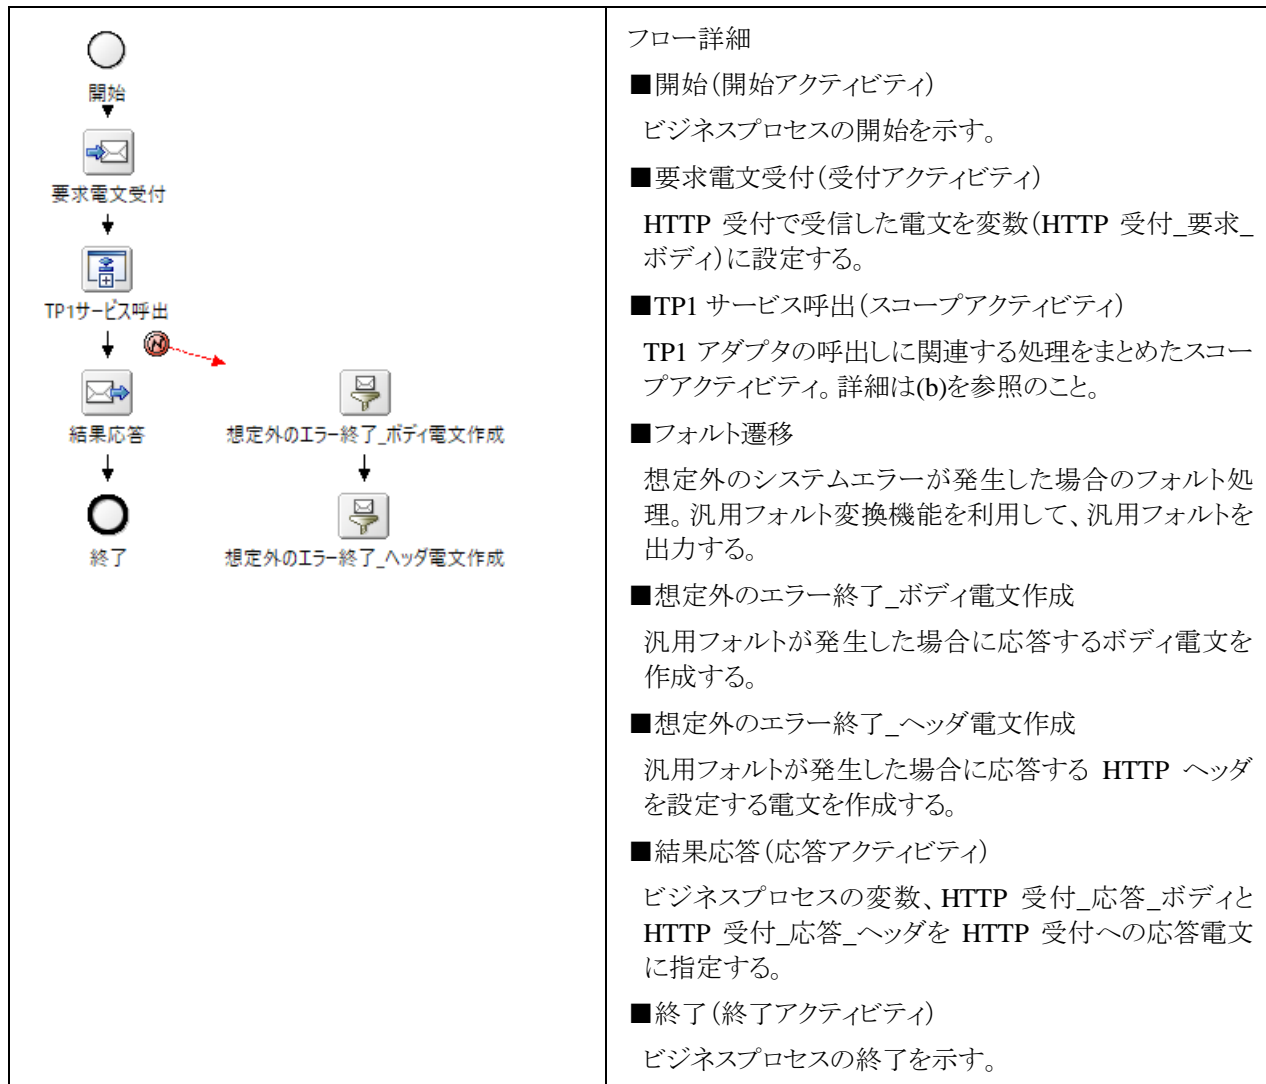 開始
要求電文受付
TP1サービス呼出
結果応答
終了
想定外のエラー終了_ボディ電文作成
想定外のエラー終了_ヘッダ電文作成
フロー詳細
■開始(開始アクティビティ)
ビジネスプロセスの開始を示す。
■要求電文受付(受付アクティビティ)
HTTP 受付で受信した電文を変数(HTTP 受付_要求_
ボディ)に設定する。
■TP1 サービス呼出(スコープアクティビティ)
TP1 アダプタの呼出しに関連する処理をまとめたスコー
プアクティビティ。詳細は(b)を参照のこと。
■フォルト遷移
想定外のシステムエラーが発生した場合のフォルト処
理。汎用フォルト変換機能を利用して、汎用フォルトを
出力する。
■想定外のエラー終了_ボディ電文作成
汎用フォルトが発生した場合に応答するボディ電文を
作成する。
■想定外のエラー終了_ヘッダ電文作成
汎用フォルトが発生した場合に応答する HTTP ヘッダ
を設定する電文を作成する。
■結果応答(応答アクティビティ)
ビジネスプロセスの変数、HTTP 受付_応答_ボディと
HTTP 受付_応答_ヘッダを HTTP 受付への応答電文
に指定する。
■終了(終了アクティビティ)
ビジネスプロセスの終了を示す。